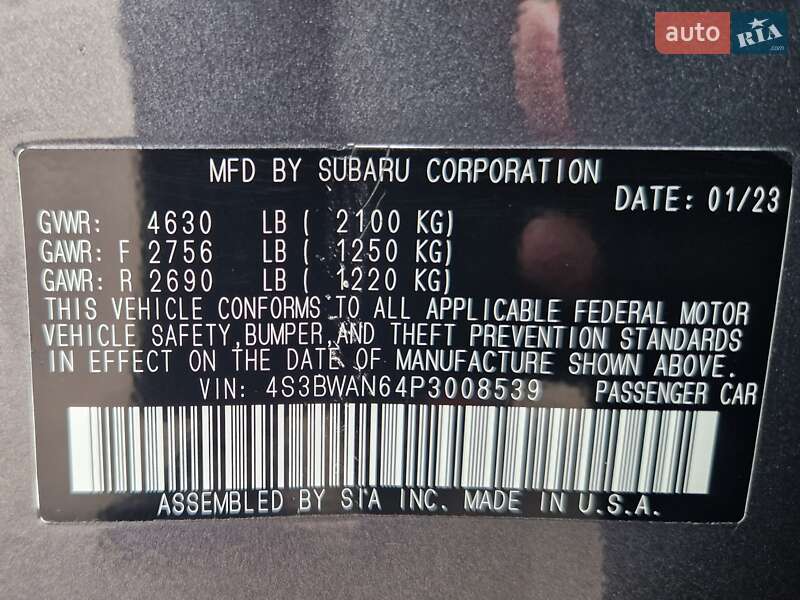 auto RIA .com
MFD BY SUBARU CORPORATION
DATE: 01/23
GVWR: 4630 LB ( 2100 KG)
GAWR: F 2756 LB ( 1250 KG)
GAWR: R 2690 LB ( 1220 KG)
THIS VEHICLE CONFORMS TO ALL APPLICABLE FEDERAL MOTOR
VEHICLE SAFETY,BUMPER,AND THEFT PREVENTION STANDARDS
IN EFFECT ON THE DATE OF MANUFACTURE SHOWN ABOVE.
VIN: 4S3BWAN64P3008539 PASSENGER CAR
ASSEMBLED BY SIA INC. MADE IN U.S.A.